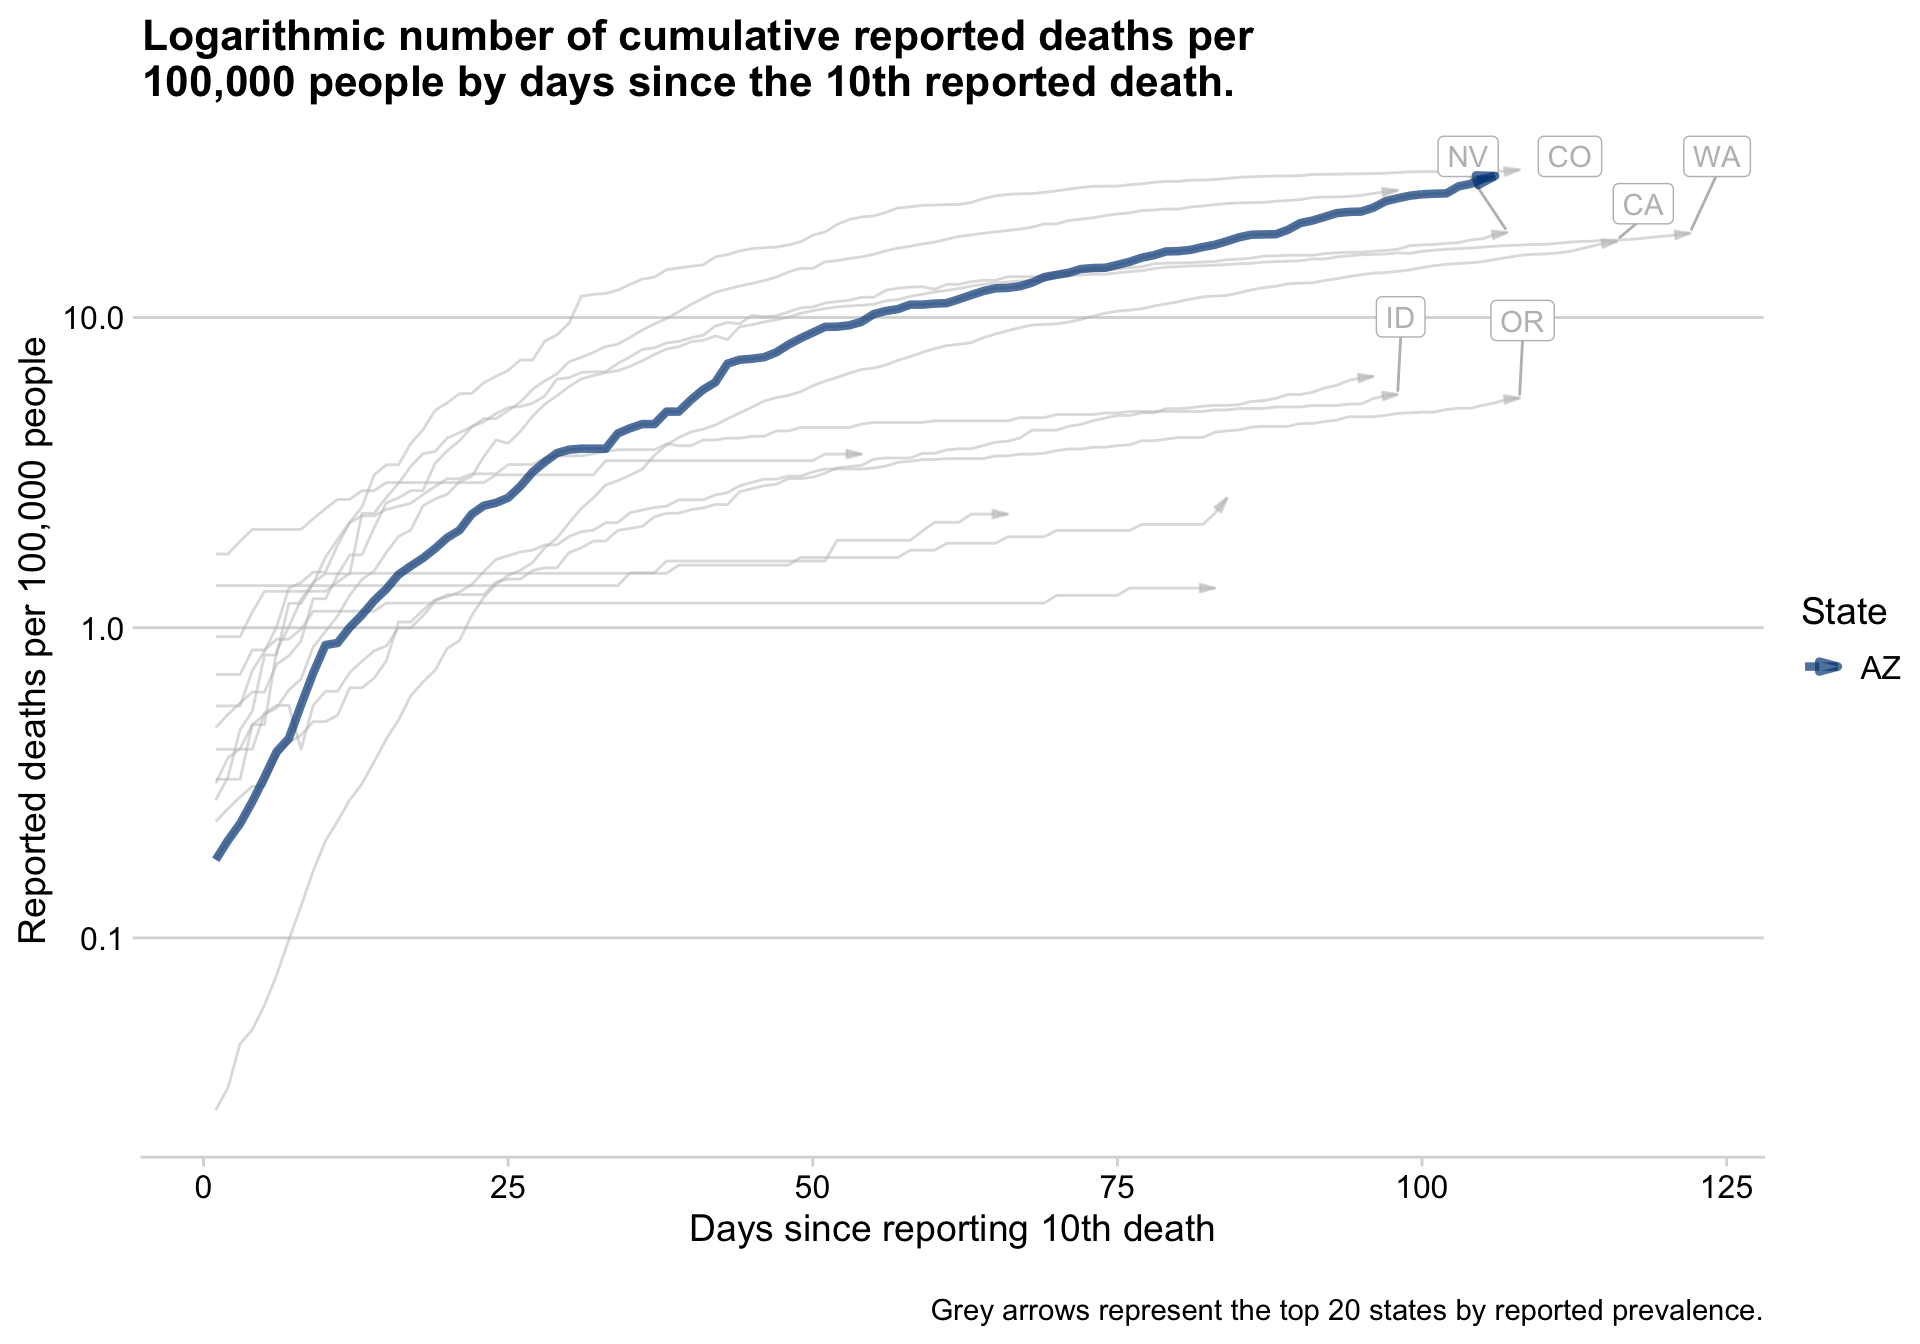 Logarithmic number of cumulative reported deaths per
100,000 people by days since the 10th reported death.
NV
CO
WA
CA
ID
OR
10.0
1.0
0.1
Reported deaths per 100,000 people
State
AZ
0
25
50
75
100
125
Days since reporting 10th death
Grey arrows represent the top 20 states by reported prevalence.